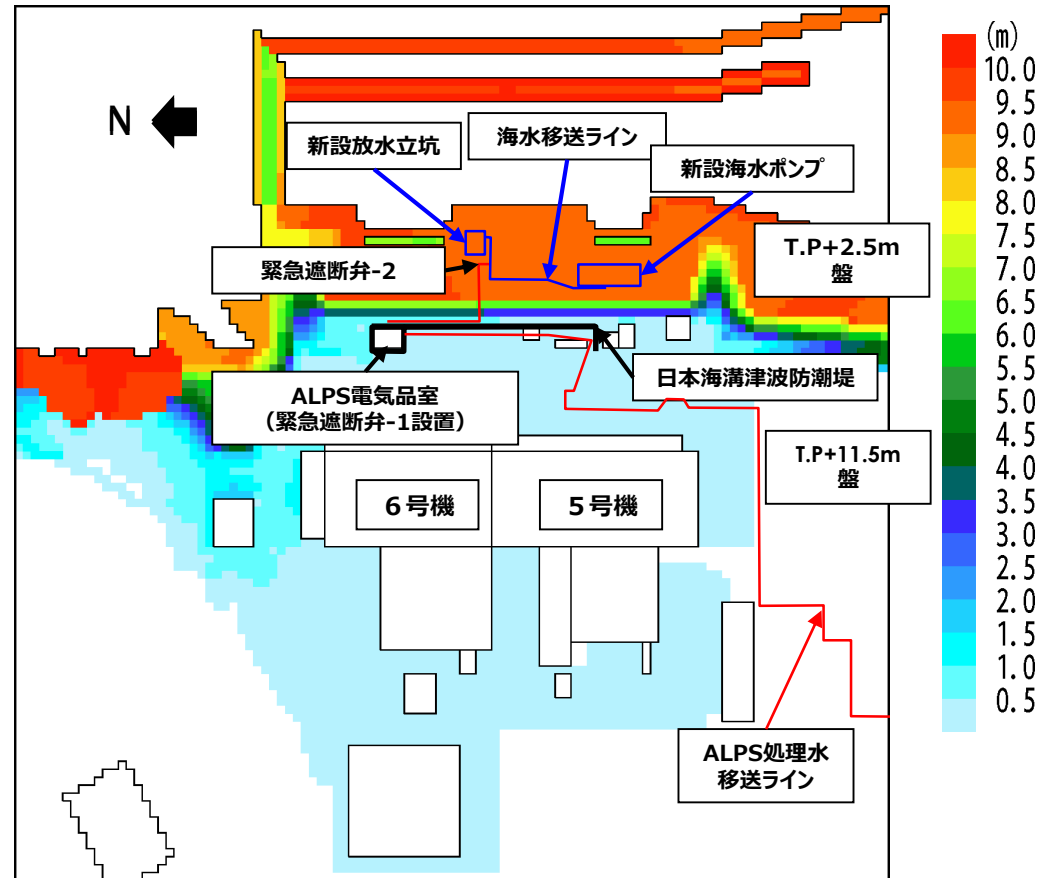 (m)
10.0
9.5
9.0
8.5
8.0
7.5
7.0
6.5
6.0
5.5
5.0
4.5
4.0
3.5
3.0
2.5
2.0
1.5
1.0
0.5
N
新設放水立坑
海水移送ライン
新設海水ポンプ
緊急遮断弁-2
T.P+2.5m
盤
ALPS電気品室
（緊急遮断弁-1設置）
日本海溝津波防潮堤
T.P+11.5m
盤
6号機
5号機
ALPS処理水
移送ライン